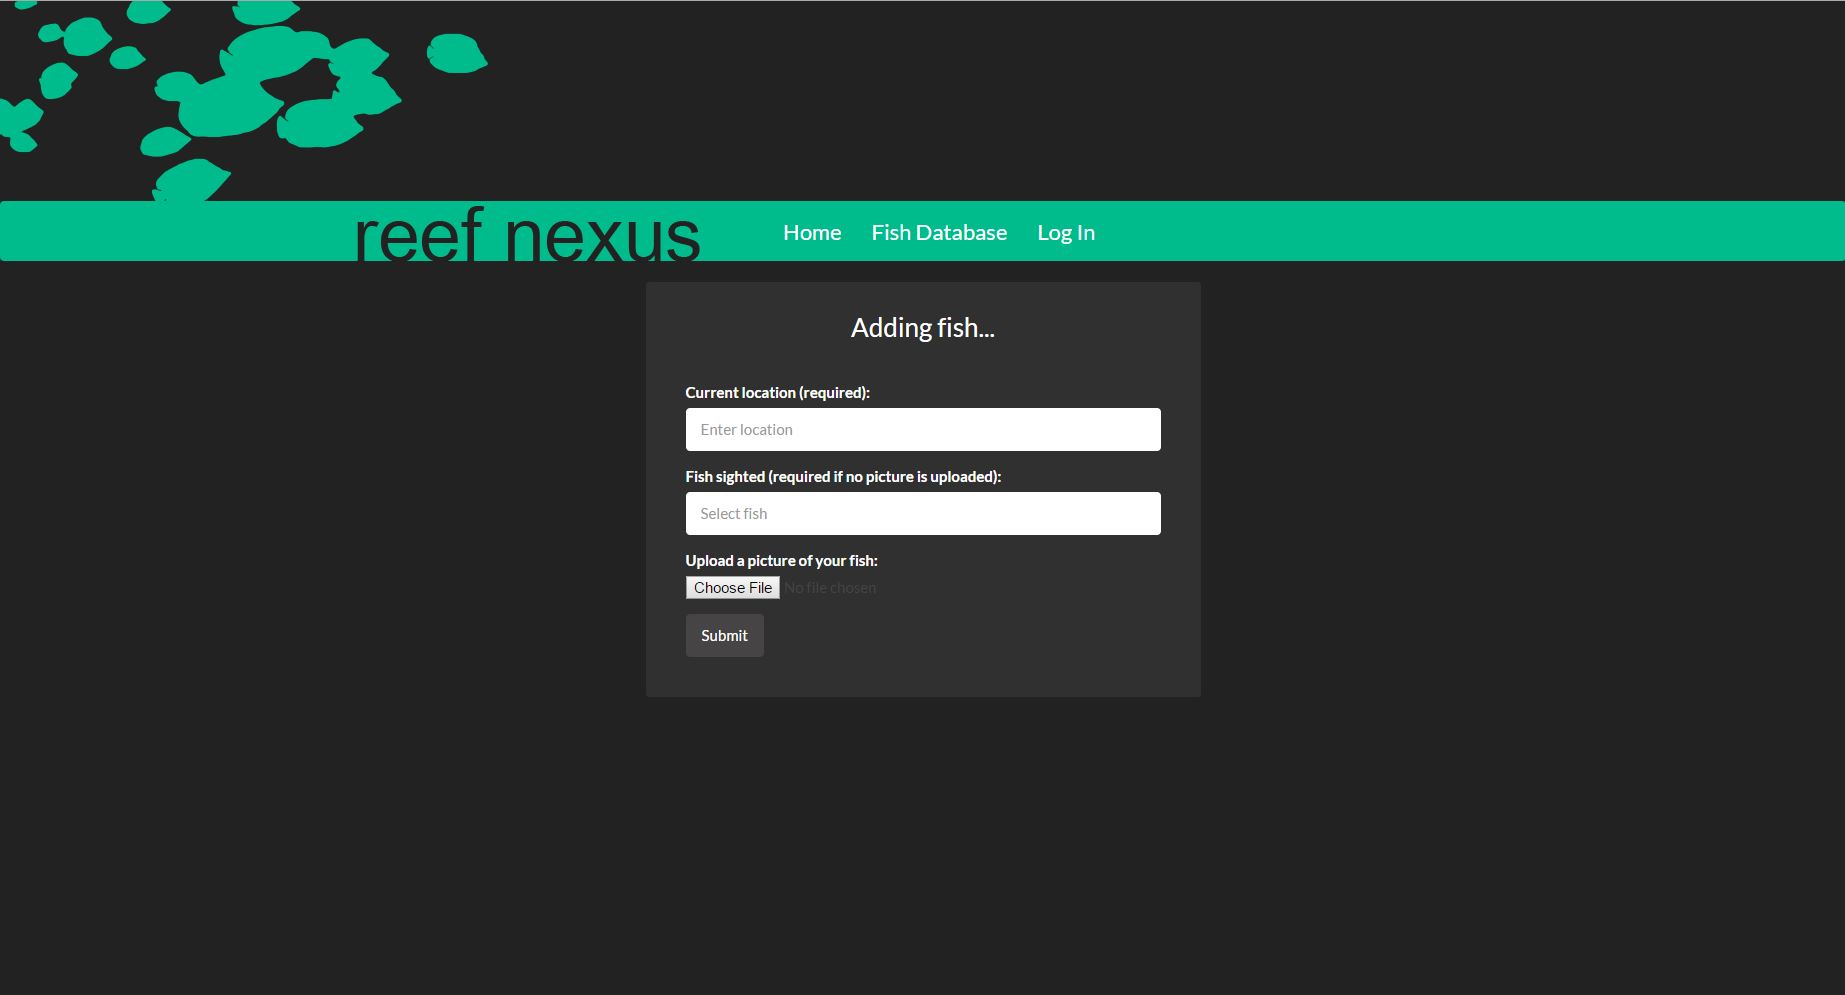 reef nexus
Home Fish Database Log In
Adding fish...
Current location (required):
Enter location
Fish sighted (required if no picture is uploaded):
Select fish
Upload a picture of your fish:
Choose File No file chosen
Submit